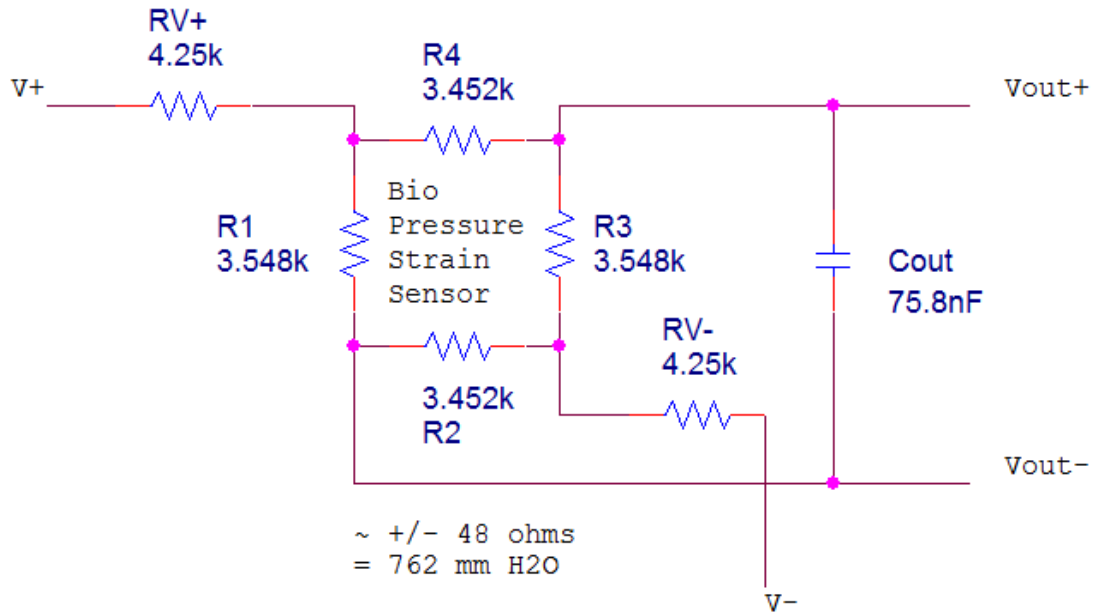 RV+
4.25k
V+
R4
3.452k
Vout+
Bio
Pressure
Strain
Sensor
R1
3.548k
R3
3.548k
Cout
75.8nF
RV-
4.25k
3.452k
R2
Vout-
~ +/- 48 ohms
= 762 mm H2O
V-